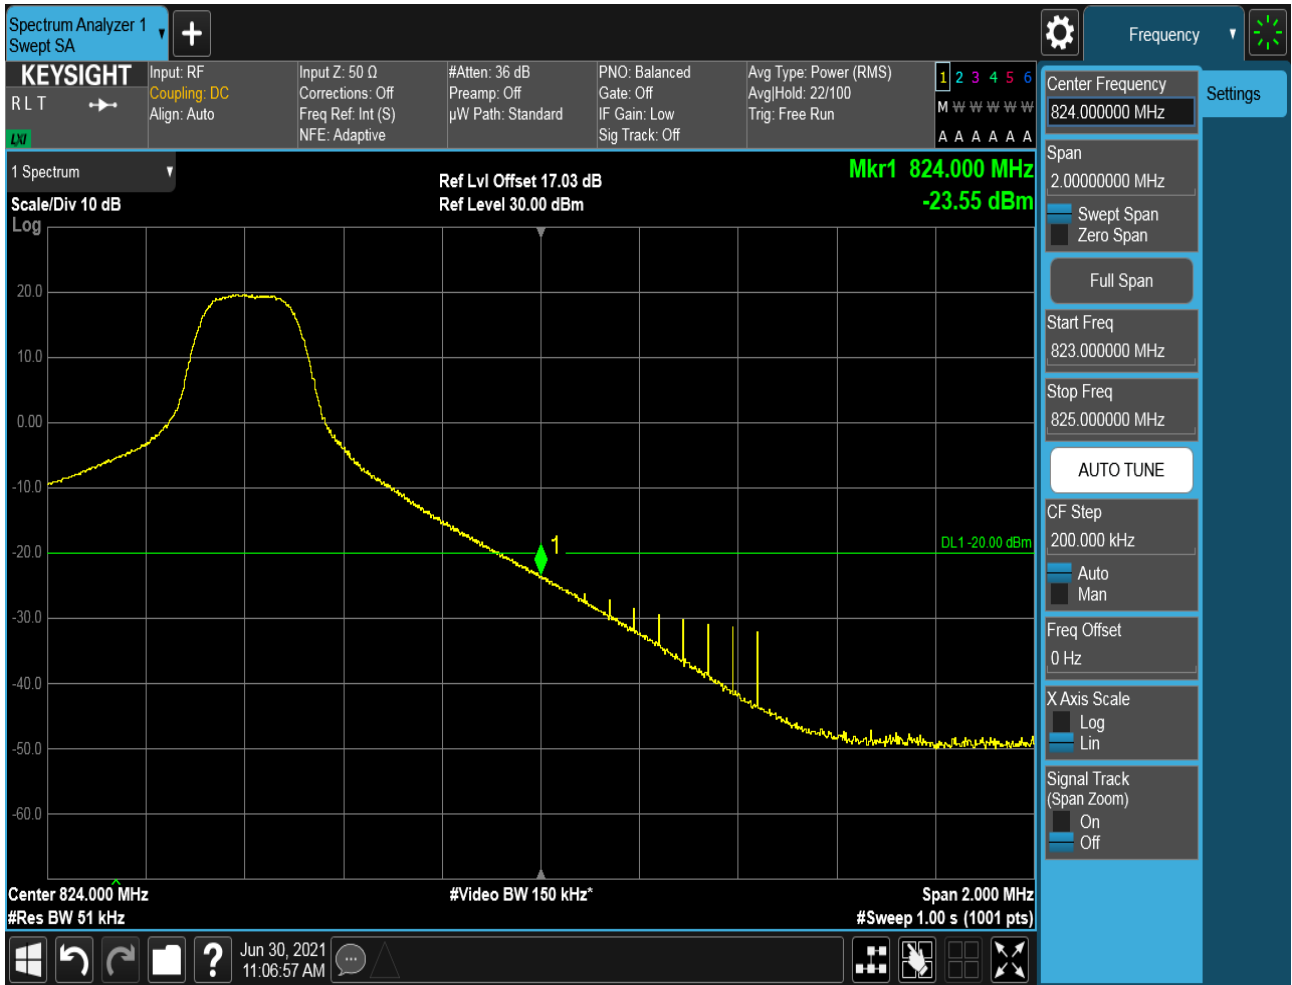 Spectrum Analyzer 1
Swept SA
Frequency
KEYSIGHT
R L T
LXI
Input: RF
Coupling: DC
Align: Auto
Input Z: 50 Ω
Corrections: Off
Freq Ref: Int (S)
NFE: Adaptive
#Atten: 36 dB
Preamp: Off
µW Path: Standard
PNO: Balanced
Gate: Off
IF Gain: Low
Sig Track: Off
Avg Type: Power (RMS)
Avg|Hold: 22/100
Trig: Free Run
1 2 3 4 5 6
M W W W W W
A A A A A A
1 Spectrum
Scale/Div 10 dB
Log
Ref Lvl Offset 17.03 dB
Ref Level 30.00 dBm
Mkr1 824.000 MHz
-23.55 dBm
20.0
10.0
0.00
-10.0
-20.0
-30.0
-40.0
-50.0
-60.0
1
DL1 -20.00 dBm
Center 824.000 MHz
#Res BW 51 kHz
#Video BW 150 kHz*
Span 2.000 MHz
#Sweep 1.00 s (1001 pts)
Jun 30, 2021
11:06:57 AM
Center Frequency
824.000000 MHz
Settings
Span
2.00000000 MHz
Swept Span
Zero Span
Full Span
Start Freq
823.000000 MHz
Stop Freq
825.000000 MHz
AUTO TUNE
CF Step
200.000 kHz
Auto
Man
Freq Offset
0 Hz
X Axis Scale
Log
Lin
Signal Track
(Span Zoom)
On
Off